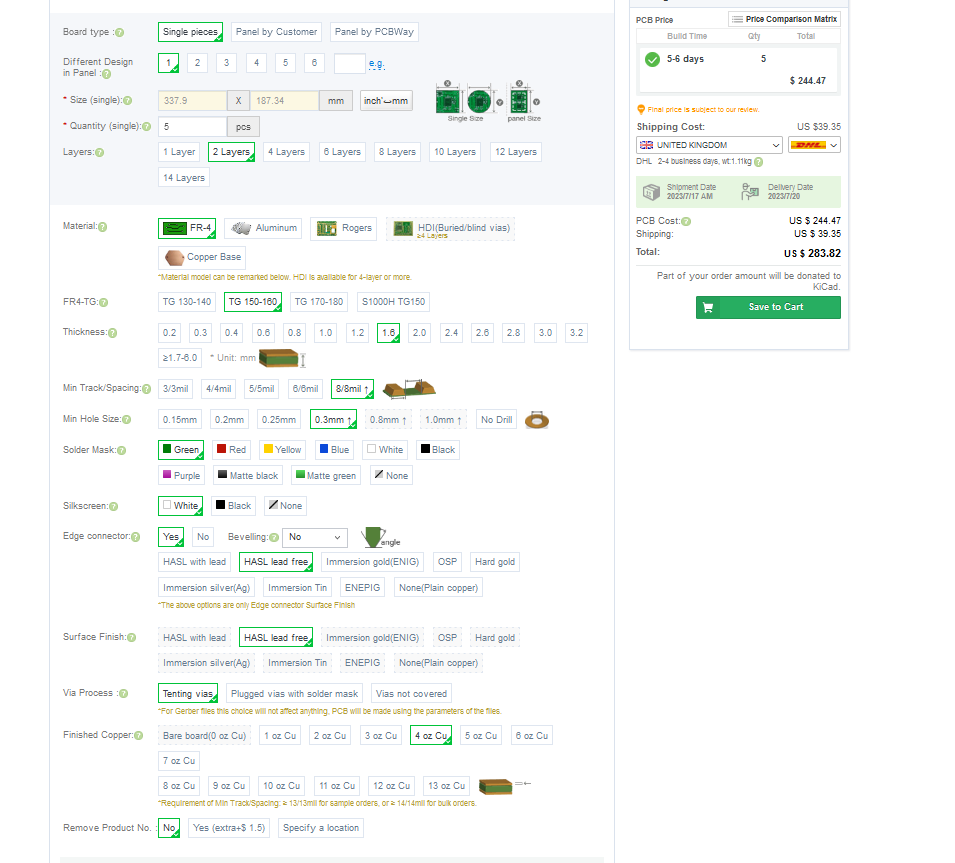 Board type : ? Single pieces Panel by Customer Panel by PCBWay
Different Design
in Panel : ? 1 2 3 4 5 6 e.g.
* Size (single): ? 337.9 X 187.34 mm inch↔mm
Single Size panel Size
* Quantity (single): ? 5 pcs
Layers: ? 1 Layer 2 Layers 4 Layers 6 Layers 8 Layers 10 Layers 12 Layers
14 Layers
Material: ? FR-4 Aluminum Rogers HDI(Buried/blind vias)
≥4 Layers
Copper Base
*Material model can be remarked below. HDI is available for 4-layer or more.
FR4-TG: ? TG 130-140 TG 150-160 TG 170-180 S1000H TG150
Thickness: ? 0.2 0.3 0.4 0.6 0.8 1.0 1.2 1.6 2.0 2.4 2.6 2.8 3.0 3.2
≥1.7-6.0 * Unit: mm
Min Track/Spacing: ? 3/3mil 4/4mil 5/5mil 6/6mil 8/8mil ↑
Min Hole Size: ? 0.15mm 0.2mm 0.25mm 0.3mm ↑ 0.8mm ↑ 1.0mm ↑ No Drill
Solder Mask: ? Green Red Yellow Blue White Black
Purple Matte black Matte green None
Silkscreen: ? White Black None
Edge connector: ? Yes No Bevelling: ? No angle
HASL with lead HASL lead free Immersion gold(ENIG) OSP Hard gold
Immersion silver(Ag) Immersion Tin ENEPIG None(Plain copper)
*The above options are only Edge connector Surface Finish
Surface Finish: ? HASL with lead HASL lead free Immersion gold(ENIG) OSP Hard gold
Immersion silver(Ag) Immersion Tin ENEPIG None(Plain copper)
Via Process : ? Tenting vias Plugged vias with solder mask Vias not covered
*For Gerber files this choice will not affect anything, PCB will be made using the parameters of the files.
Finished Copper: ? Bare board(0 oz Cu) 1 oz Cu 2 oz Cu 3 oz Cu 4 oz Cu 5 oz Cu 6 oz Cu
7 oz Cu
8 oz Cu 9 oz Cu 10 oz Cu 11 oz Cu 12 oz Cu 13 oz Cu
*Requirement of Min Track/Spacing: ≥ 13/13mil for sample orders, or ≥ 14/14mil for bulk orders.
Remove Product No. : No Yes (extra+$ 1.5) Specify a location
PCB Price Price Comparison Matrix
Build Time Qty Total
5-6 days 5
$ 244.47
Final price is subject to our review.
Shipping Cost: US $39.35
UNITED KINGDOM DHL
DHL 2-4 business days, wt:1.11kg ?
Shipment Date Delivery Date
2023/7/17 AM 2023/7/20
PCB Cost: ? US $ 244.47
Shipping: US $ 39.35
Total: US $ 283.82
Part of your order amount will be donated to
KiCad.
Save to Cart